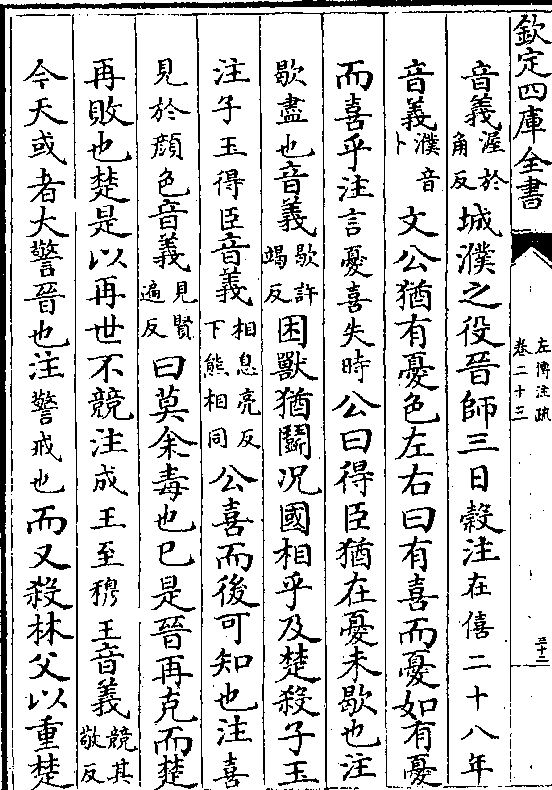 欽定四庫全書
左傳注疏
卷二十三
三十二
音義渥於角反城濮之役晉師三日穀注在僖二十八年
音義濮音卜文公猶有憂色左右曰有喜而憂如有憂
而喜乎注言憂喜失時公曰得臣猶在憂未歇也注
歇盡也音義歇許竭反困獸猶鬭况國相乎及楚殺子玉
注子玉得臣音義相息亮反下熊相同公喜而後可知也注喜
見於顔色音義見賢遍反曰莫余毒也已是晉再克而楚
再敗也楚是以再世不競注成王至穆王音義競其敬反
今天或者大警晉也注警戒也而又殺林父以重楚